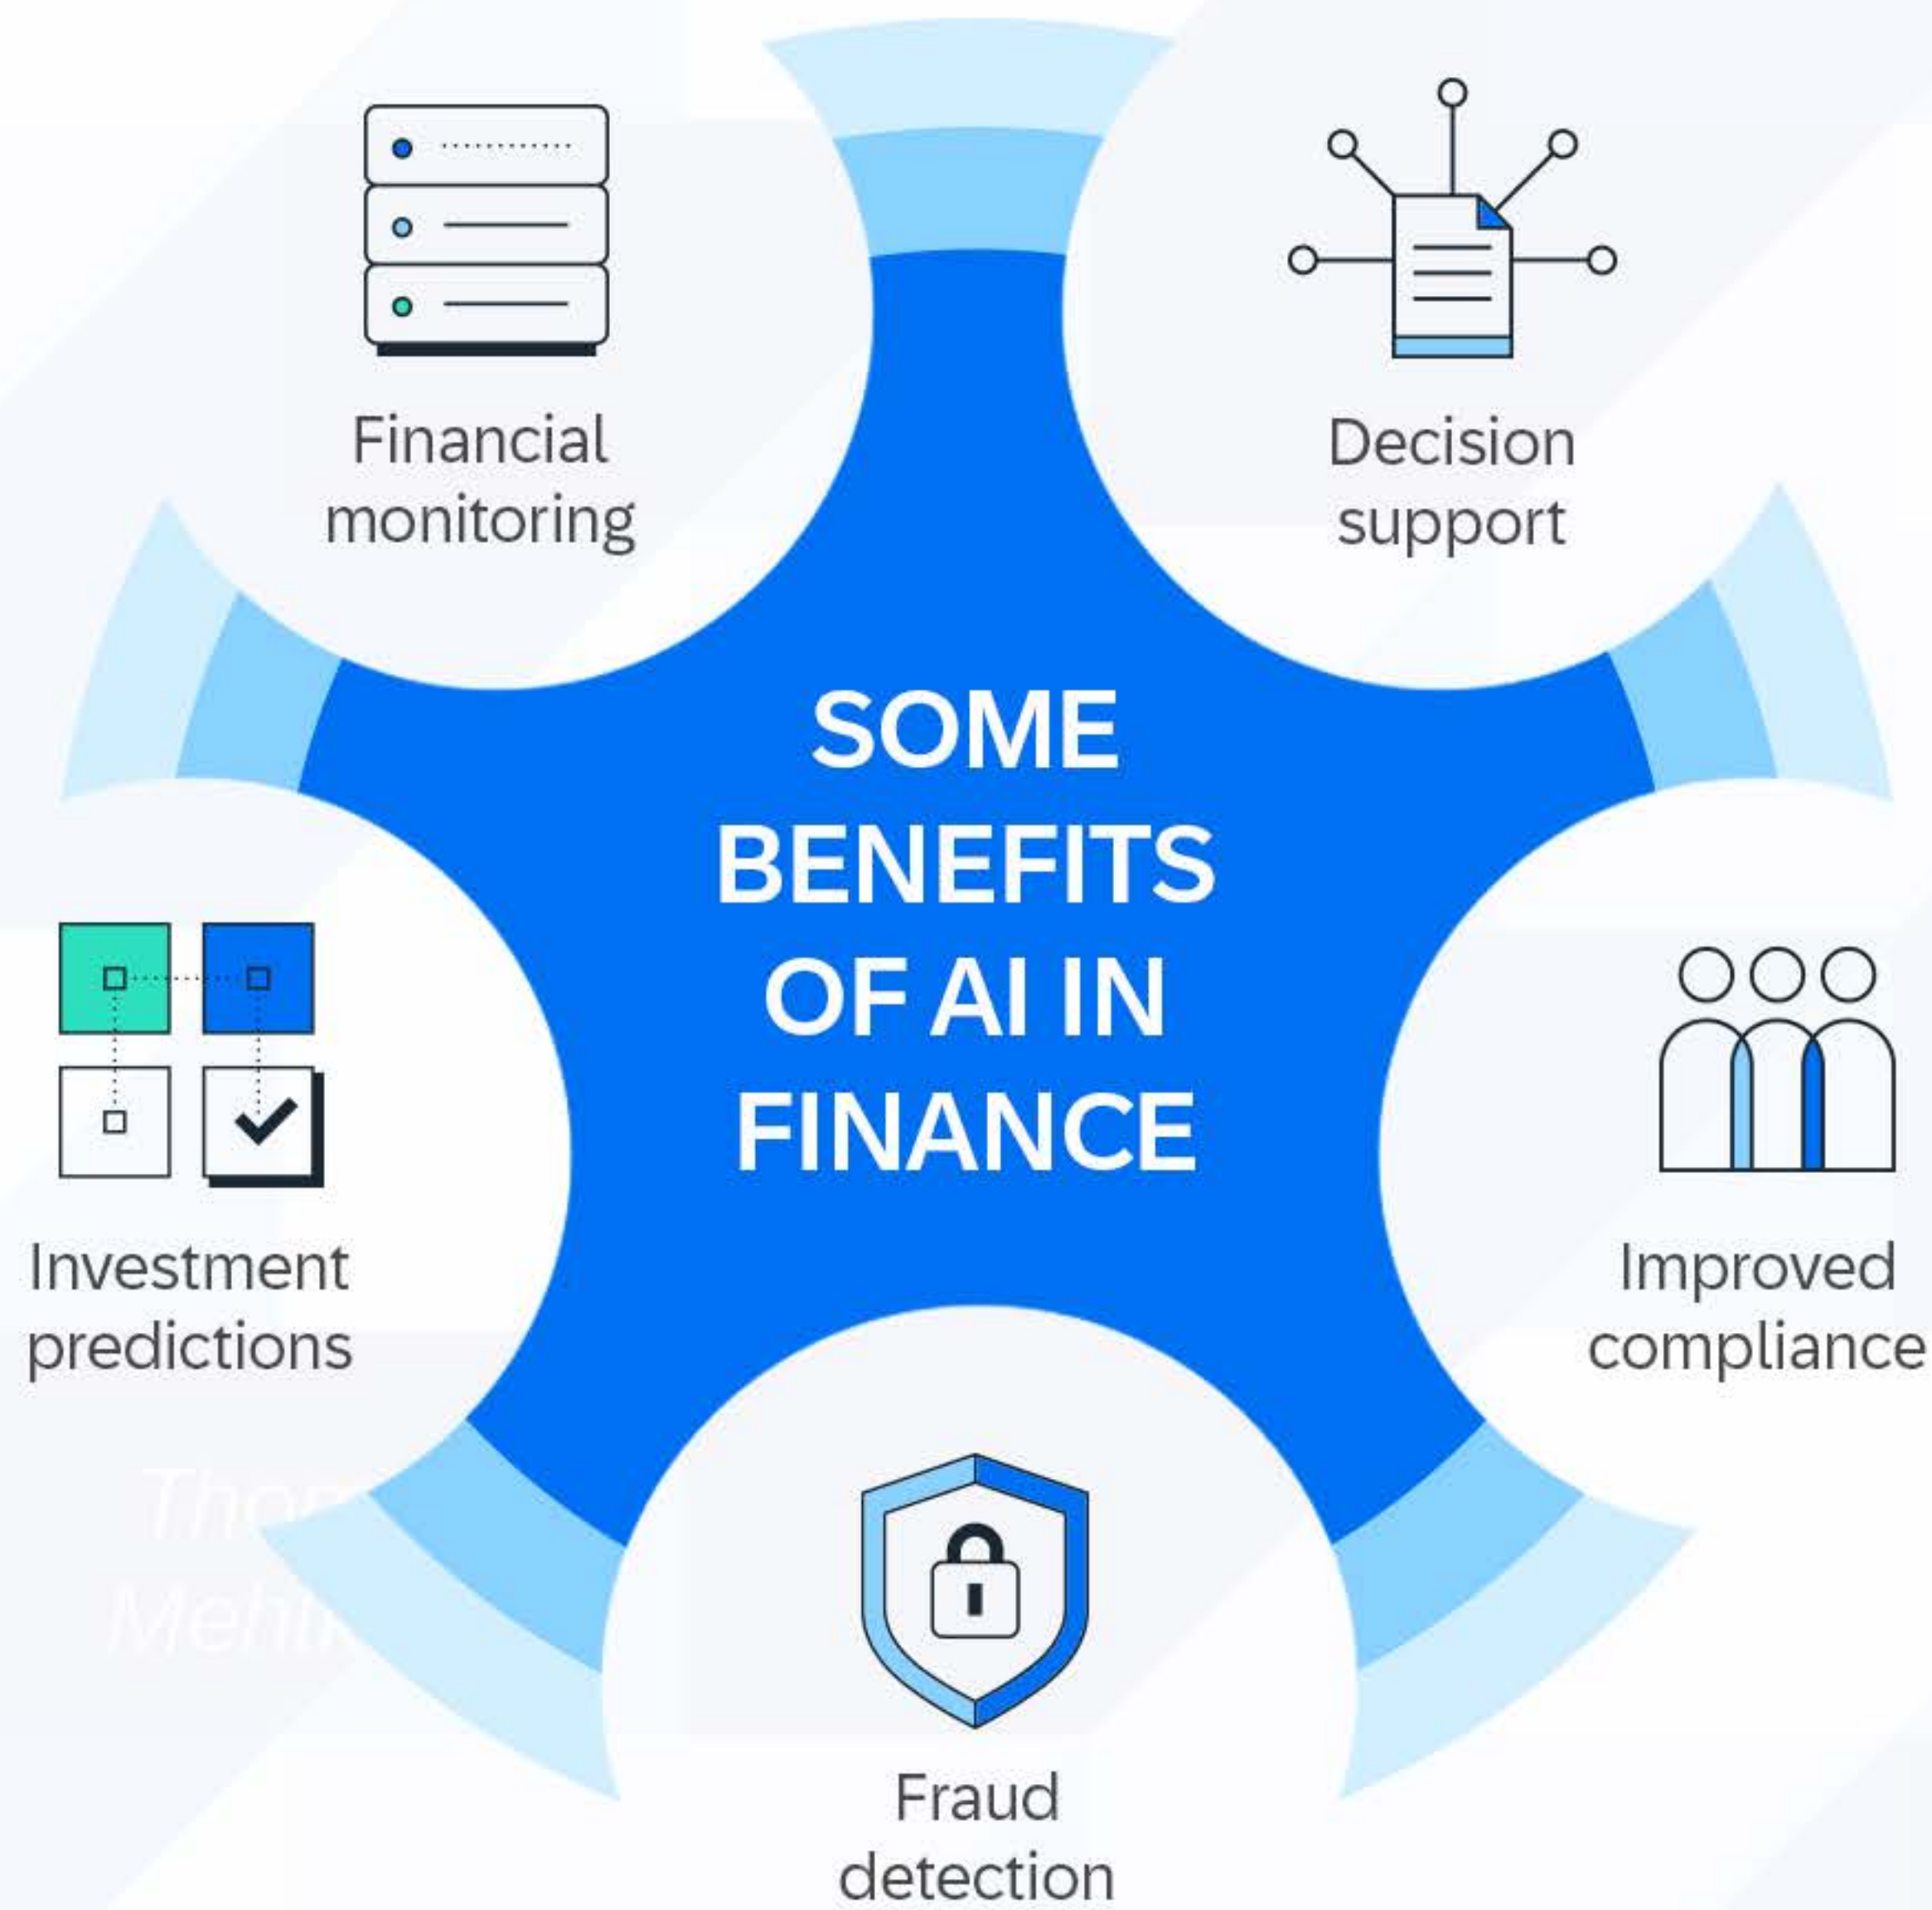 Financial
monitoring
Decision
support
SOME
BENEFITS
OF AI IN
FINANCE
Investment
predictions
Improved
compliance
Fraud
detection